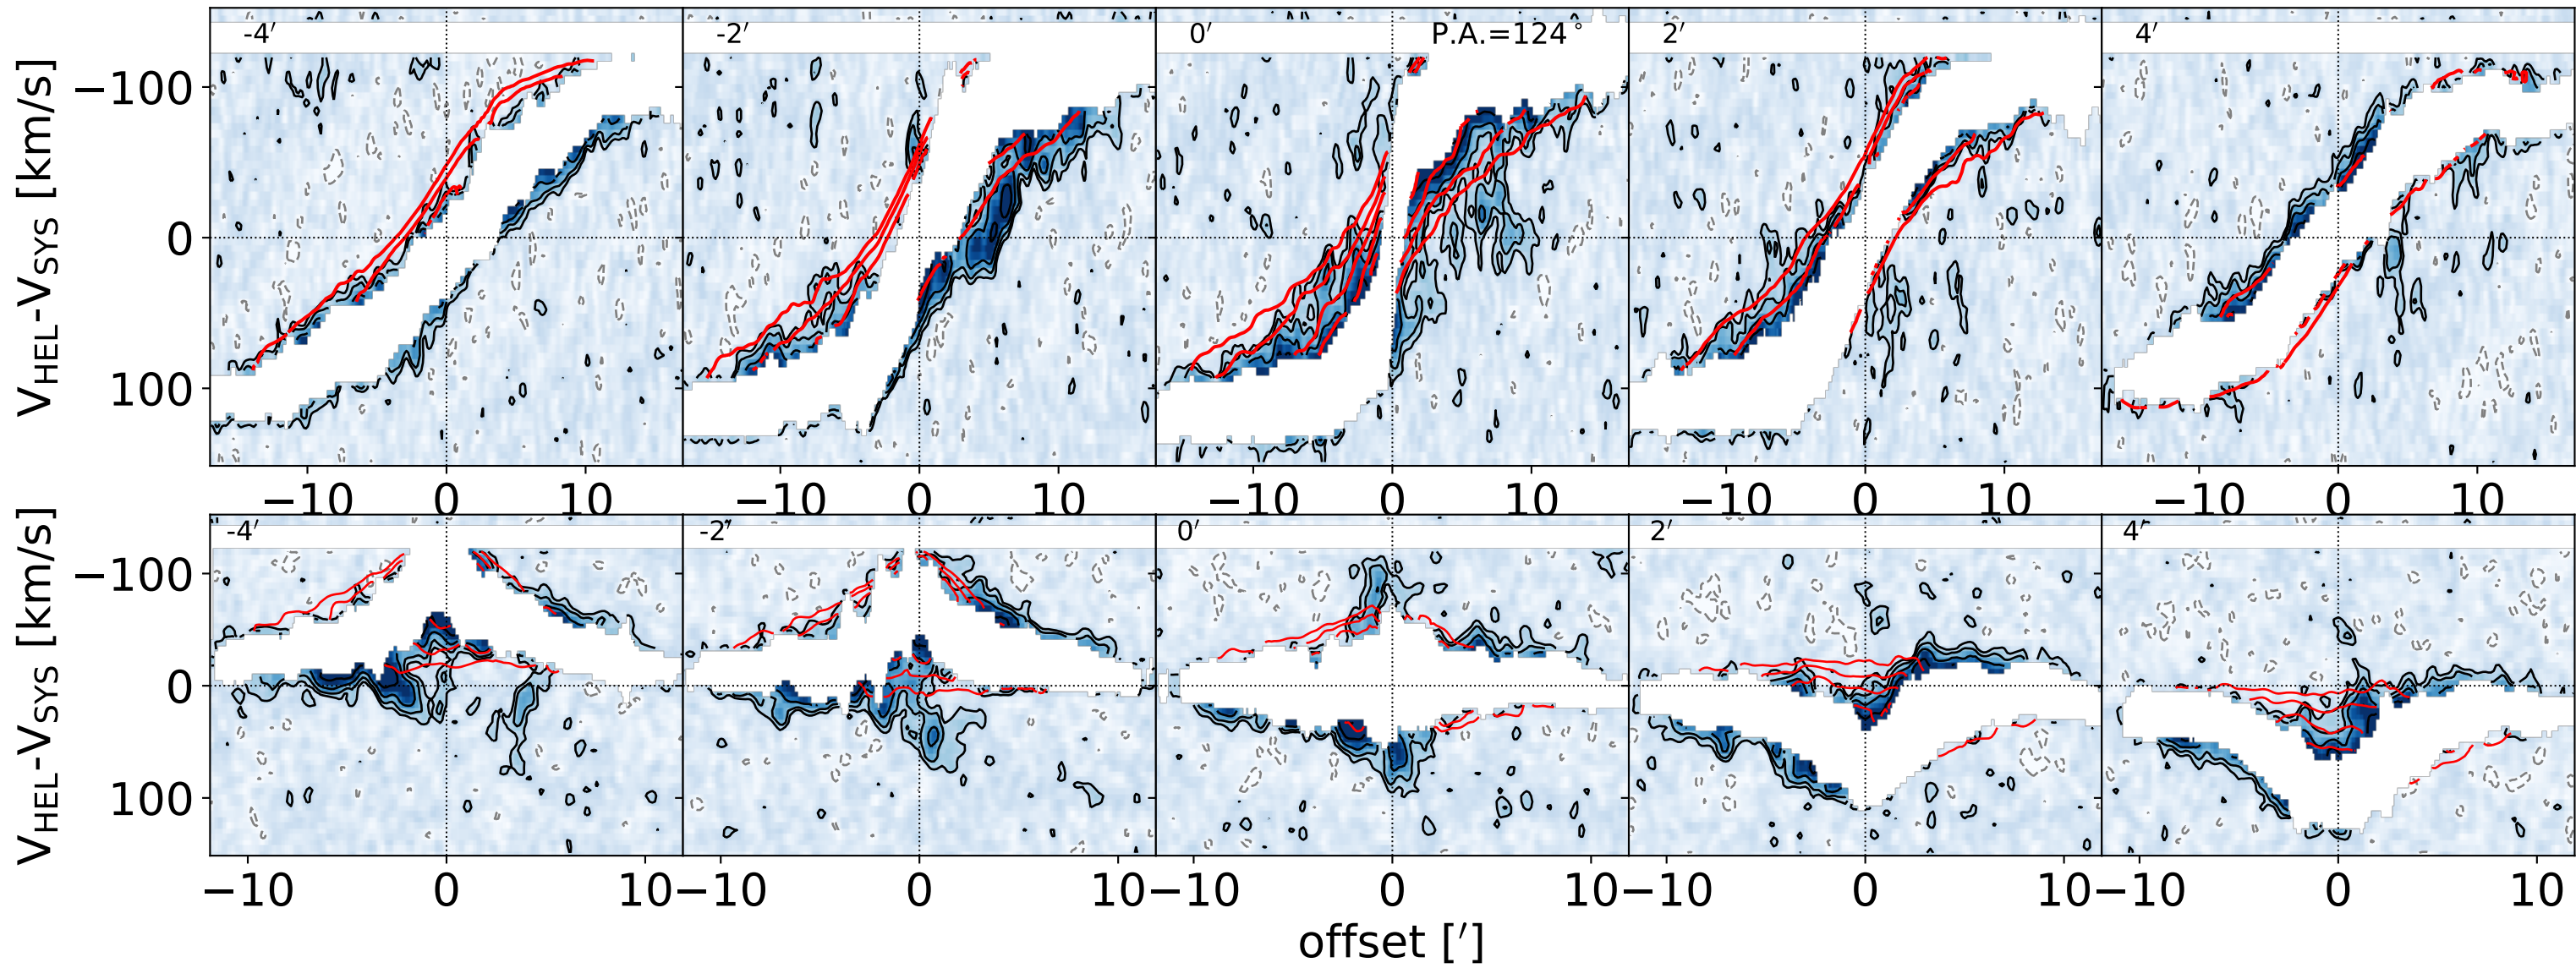 -4′ -2′ 0′ P.A.=124° 2′ 4′
V_HEL-V_SYS [km/s]
−100
0
100
−10 0 10 −10 0 10 −10 0 10 −10 0 10 −10 0 10
-4′ -2′ 0′ 2′ 4′
V_HEL-V_SYS [km/s]
−100
0
100
−10 0 10 −10 0 10 −10 0 10 −10 0 10 −10 0 10
offset [′]